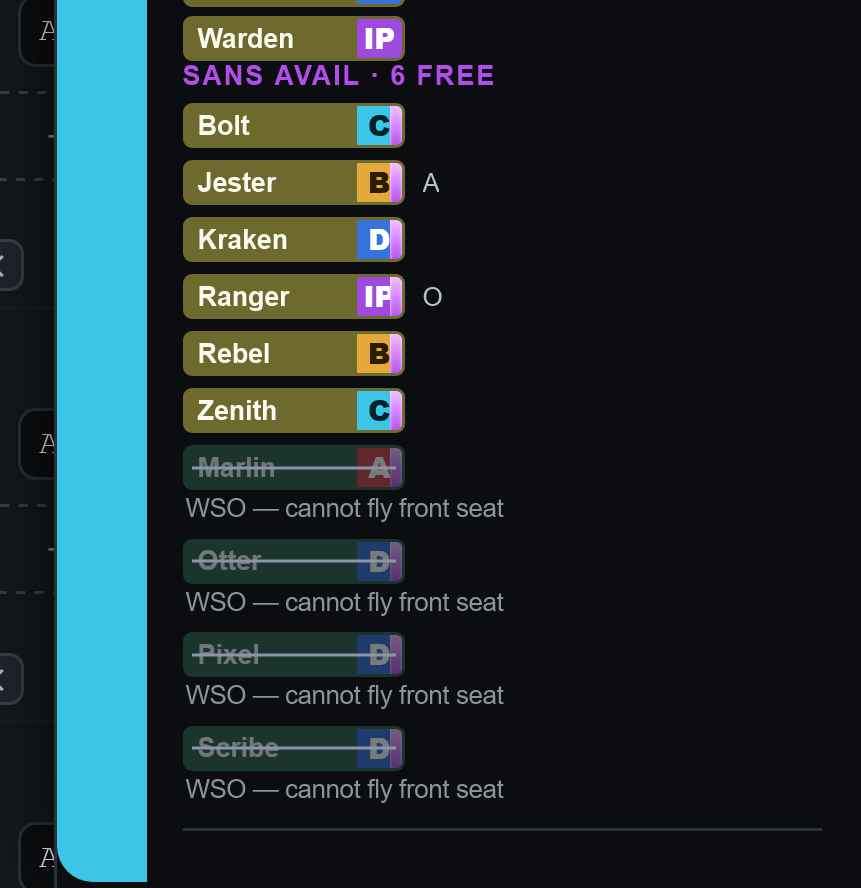 Warden IP
SANS AVAIL · 6 FREE
Bolt C
Jester B A
Kraken D
Ranger IP O
Rebel B
Zenith C
Marlin A
WSO — cannot fly front seat
Otter D
WSO — cannot fly front seat
Pixel D
WSO — cannot fly front seat
Scribe D
WSO — cannot fly front seat